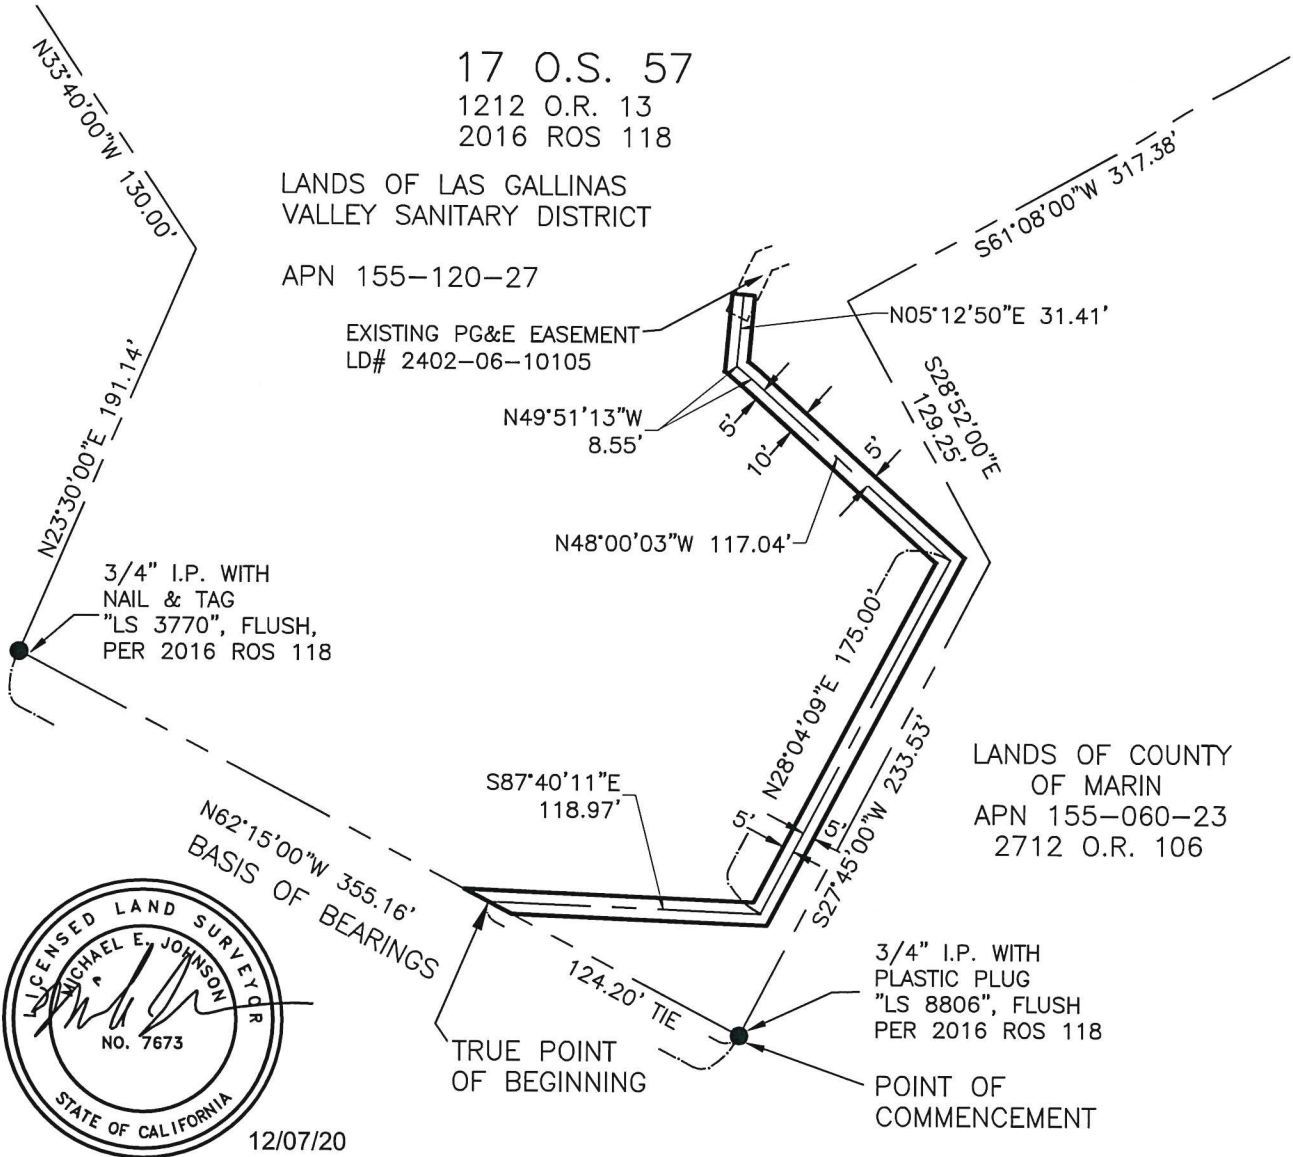 17 O.S. 57
1212 O.R. 13
2016 ROS 118
LANDS OF LAS GALLINAS
VALLEY SANITARY DISTRICT
APN 155-120-27
N33°40'00"W 130.00'
S61°08'00"W 317.38'
EXISTING PG&E EASEMENT
LD# 2402-06-10105
N05°12'50"E 31.41'
N23°30'00"E 191.14'
S28°52'00"E
129.25'
N49°51'13"W
8.55'
5'
10'
5'
N48°00'03"W 117.04'
3/4" I.P. WITH
NAIL & TAG
"LS 3770", FLUSH,
PER 2016 ROS 118
N28°04'09"E 175.00'
S27°45'00"W 233.53'
LANDS OF COUNTY
OF MARIN
APN 155-060-23
2712 O.R. 106
S87°40'11"E
118.97'
5'
5'
N62°15'00"W 355.16'
BASIS OF BEARINGS
124.20' TIE
3/4" I.P. WITH
PLASTIC PLUG
"LS 8806", FLUSH
PER 2016 ROS 118
TRUE POINT
OF BEGINNING
POINT OF
COMMENCEMENT
LICENSED LAND SURVEYOR
MICHAEL E. JOHNSON
NO. 7673
STATE OF CALIFORNIA
12/07/20